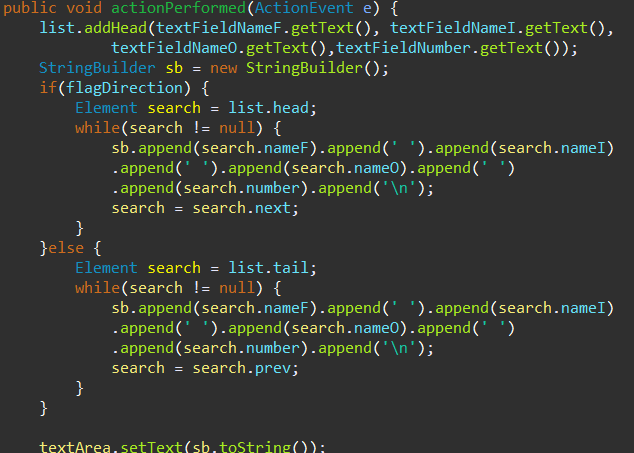 public void actionPerformed(ActionEvent e) {
    list.addHead(textFieldNameF.getText(), textFieldNameI.getText(),
            textFieldNameO.getText(),textFieldNumber.getText());
    StringBuilder sb = new StringBuilder();
    if(flagDirection) {
        Element search = list.head;
        while(search != null) {
            sb.append(search.nameF).append(' ').append(search.nameI)
            .append(' ').append(search.nameO).append(' ')
            .append(search.number).append('\n');
            search = search.next;
        }
    }else {
        Element search = list.tail;
        while(search != null) {
            sb.append(search.nameF).append(' ').append(search.nameI)
            .append(' ').append(search.nameO).append(' ')
            .append(search.number).append('\n');
            search = search.prev;
        }
    }
    textArea.setText(sb.toString());